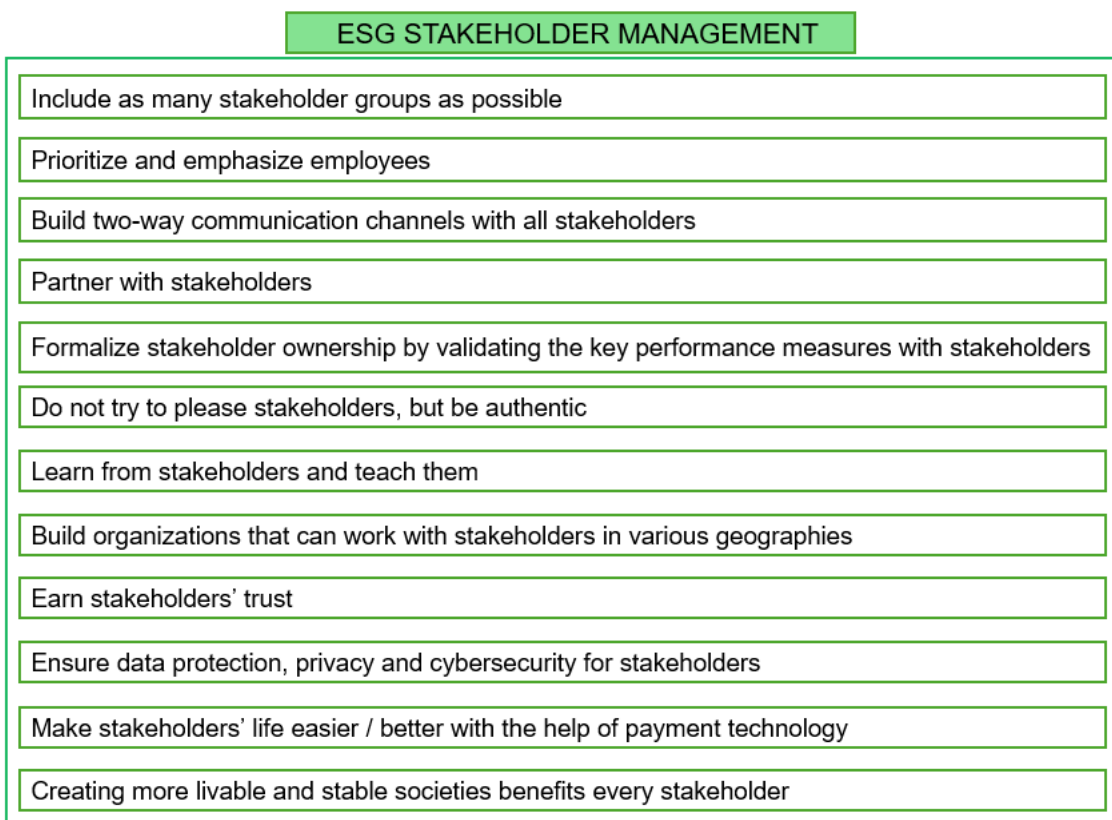 ESG STAKEHOLDER MANAGEMENT
Include as many stakeholder groups as possible
Prioritize and emphasize employees
Build two-way communication channels with all stakeholders
Partner with stakeholders
Formalize stakeholder ownership by validating the key performance measures with stakeholders
Do not try to please stakeholders, but be authentic
Learn from stakeholders and teach them
Build organizations that can work with stakeholders in various geographies
Earn stakeholders’ trust
Ensure data protection, privacy and cybersecurity for stakeholders
Make stakeholders’ life easier / better with the help of payment technology
Creating more livable and stable societies benefits every stakeholder